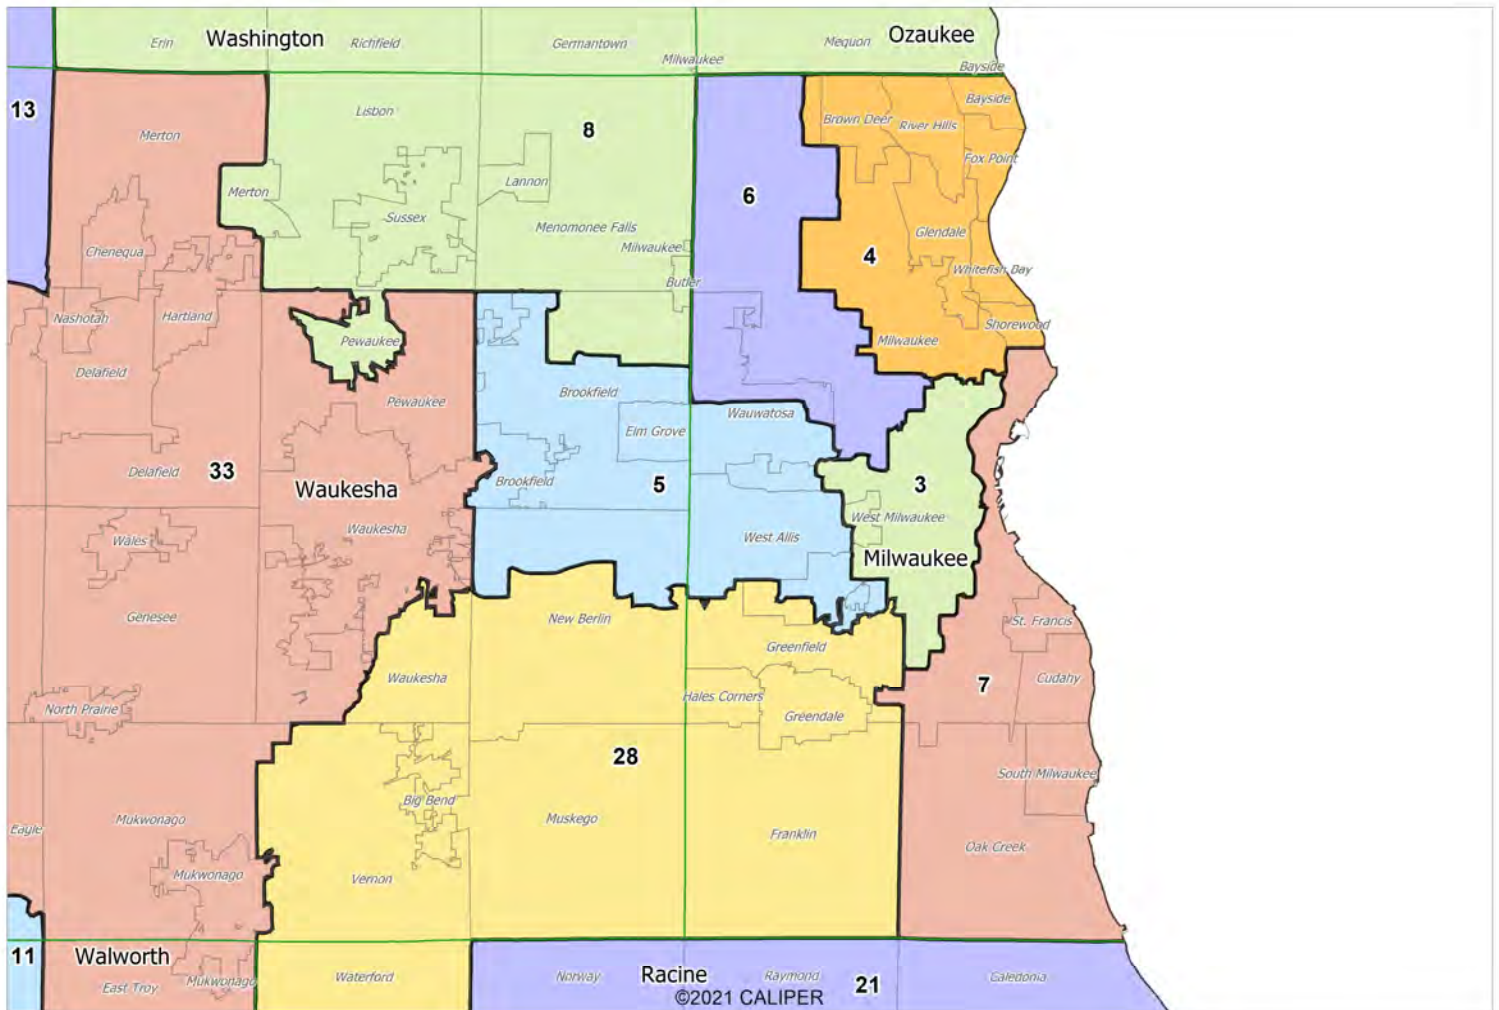 Erin
Washington
Richfield
Germantown
Milwaukee
Mequon
Ozaukee
Bayside
13
Merton
Lisbon
8
Bayside
Brown Deer
River Hills
Fox Point
Merton
Lannon
6
Sussex
Menomonee Falls
Milwaukee
Glendale
Chenequa
4
Whitefish Bay
Butler
Nashotah
Hartland
Pewaukee
Milwaukee
Shorewood
Delafield
Pewaukee
Brookfield
Wauwatosa
Elm Grove
Delafield
33
Waukesha
Brookfield
5
3
Waukesha
West Milwaukee
Wales
West Allis
Milwaukee
Genesee
New Berlin
St. Francis
Greenfield
Waukesha
Hales Corners
7
Cudahy
North Prairie
Greendale
28
South Milwaukee
Big Bend
Eagle
Mukwonago
Muskego
Franklin
Oak Creek
Mukwonago
Vernon
11
Walworth
East Troy
Mukwonago
Waterford
Norway
Racine
Raymond
21
Caledonia
©2021 CALIPER